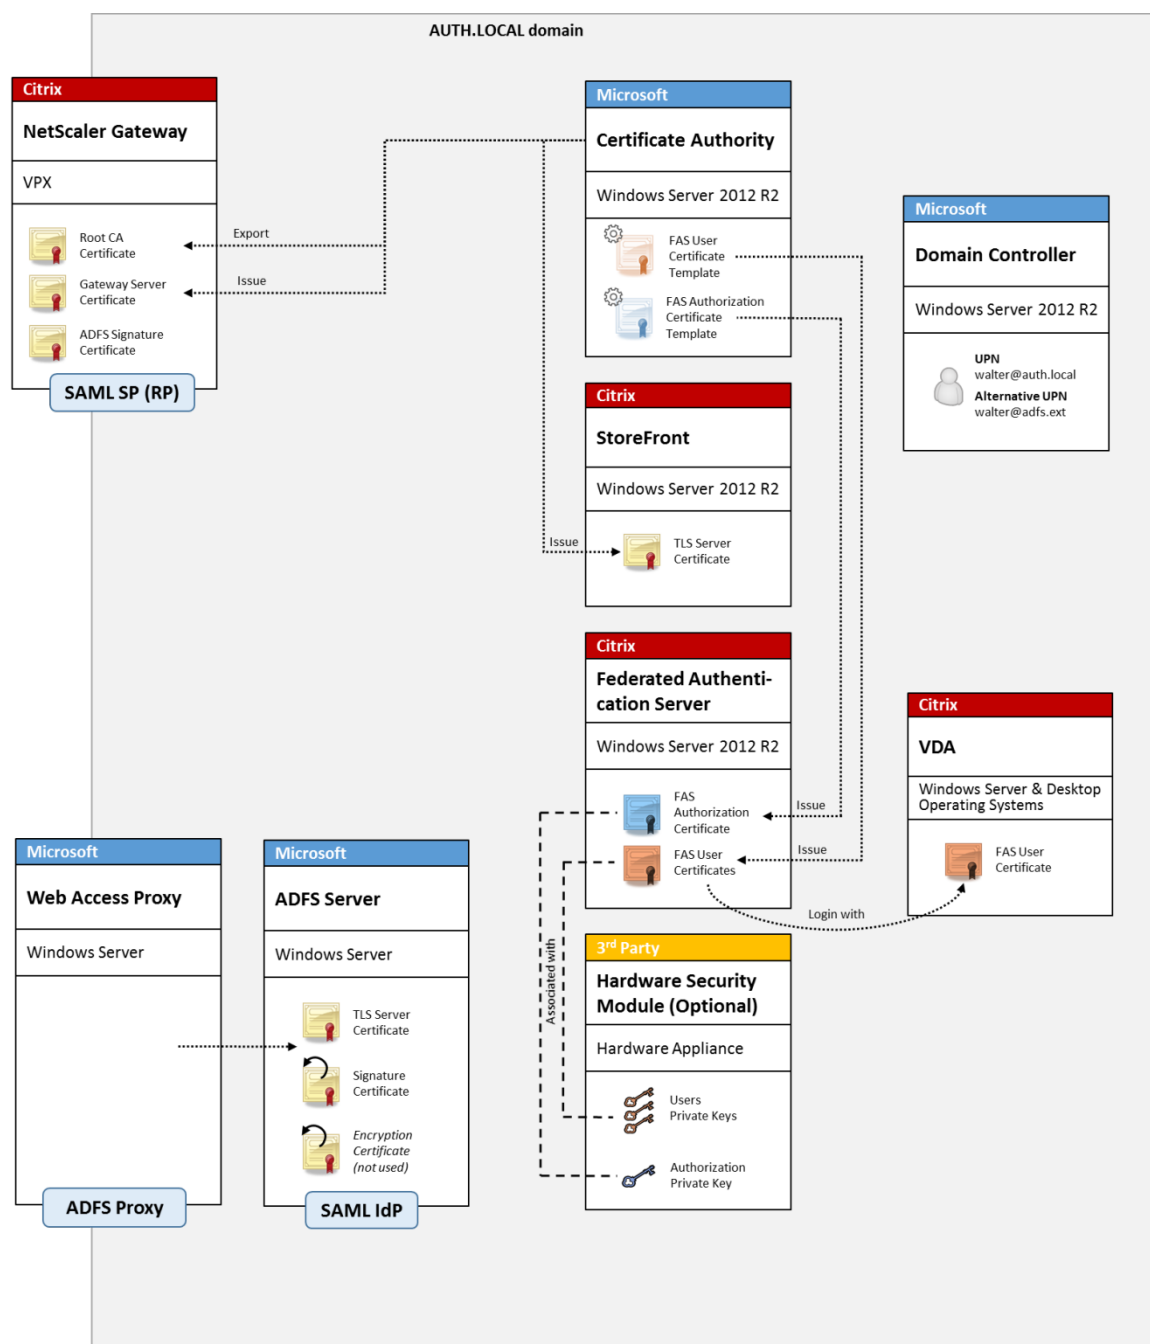 AUTH.LOCAL domain
Citrix
NetScaler Gateway
VPX
Root CA
Certificate
Gateway Server
Certificate
ADFS Signature
Certificate
SAML SP (RP)
Export
Issue
Microsoft
Certificate Authority
Windows Server 2012 R2
FAS User
Certificate
Template
FAS Authorization
Certificate
Template
Microsoft
Domain Controller
Windows Server 2012 R2
UPN
walter@auth.local
Alternative UPN
walter@adfs.ext
Citrix
StoreFront
Windows Server 2012 R2
Issue
TLS Server
Certificate
Citrix
Federated Authenti-
cation Server
Windows Server 2012 R2
FAS
Authorization
Certificate
FAS User
Certificates
Issue
Issue
Login with
Citrix
VDA
Windows Server & Desktop
Operating Systems
FAS User
Certificate
Microsoft
Web Access Proxy
Windows Server
ADFS Proxy
Microsoft
ADFS Server
Windows Server
TLS Server
Certificate
Signature
Certificate
Encryption
Certificate
(not used)
SAML IdP
Associated with
3rd Party
Hardware Security
Module (Optional)
Hardware Appliance
Users
Private Keys
Authorization
Private Key